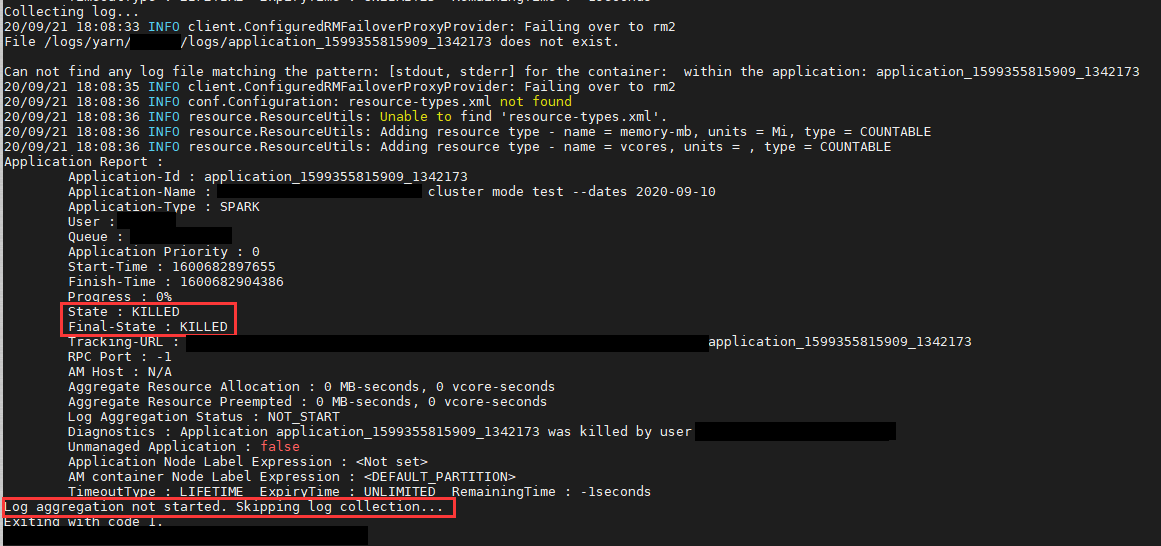 Collecting log...
20/09/21 18:08:33 INFO client.ConfiguredRMFailoverProxyProvider: Failing over to rm2
File /logs/yarn/ /logs/application_1599355815909_1342173 does not exist.
Can not find any log file matching the pattern: [stdout, stderr] for the container:  within the application: application_1599355815909_1342173
20/09/21 18:08:35 INFO client.ConfiguredRMFailoverProxyProvider: Failing over to rm2
20/09/21 18:08:36 INFO conf.Configuration: resource-types.xml not found
20/09/21 18:08:36 INFO resource.ResourceUtils: Unable to find 'resource-types.xml'.
20/09/21 18:08:36 INFO resource.ResourceUtils: Adding resource type - name = memory-mb, units = Mi, type = COUNTABLE
20/09/21 18:08:36 INFO resource.ResourceUtils: Adding resource type - name = vcores, units = , type = COUNTABLE
Application Report :
Application-Id : application_1599355815909_1342173
Application-Name : cluster mode test --dates 2020-09-10
Application-Type : SPARK
User :
Queue :
Application Priority : 0
Start-Time : 1600682897655
Finish-Time : 1600682904386
Progress : 0%
State : KILLED
Final-State : KILLED
Tracking-URL : application_1599355815909_1342173
RPC Port : -1
AM Host : N/A
Aggregate Resource Allocation : 0 MB-seconds, 0 vcore-seconds
Aggregate Resource Preempted : 0 MB-seconds, 0 vcore-seconds
Log Aggregation Status : NOT_START
Diagnostics : Application application_1599355815909_1342173 was killed by user
Unmanaged Application : false
Application Node Label Expression : <Not set>
AM container Node Label Expression : <DEFAULT_PARTITION>
TimeoutType : LIFETIME  ExpiryTime : UNLIMITED  RemainingTime : -1seconds
Log aggregation not started. Skipping log collection...
Exiting with code 1.